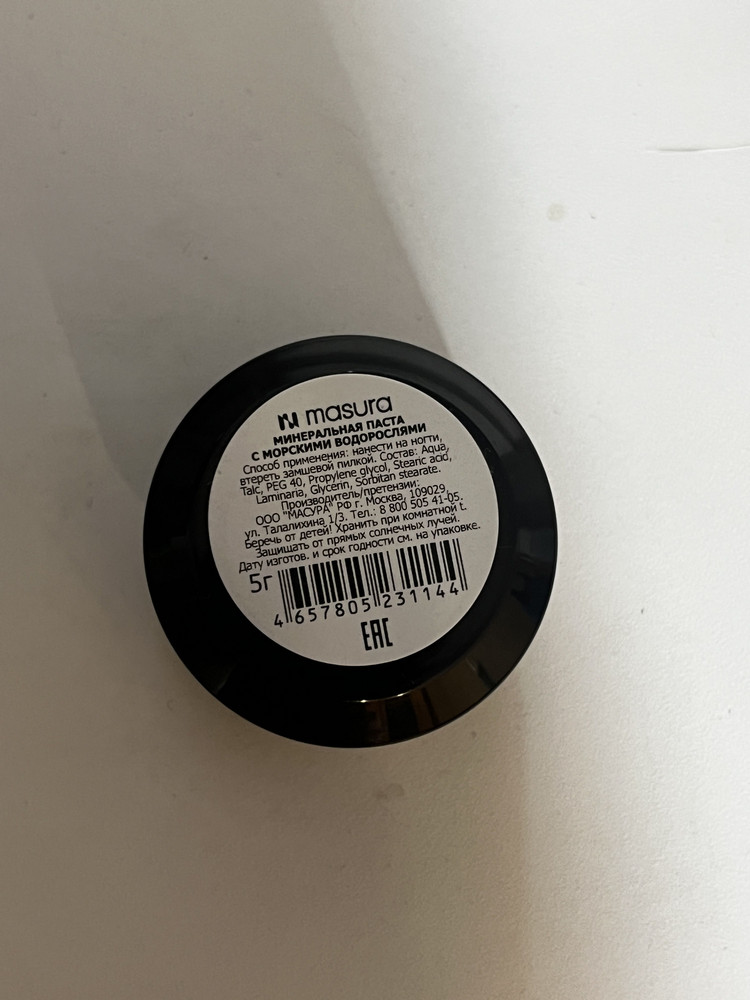 masura
МИНЕРАЛЬНАЯ ПАСТА
С МОРСКИМИ ВОДОРОСЛЯМИ
Способ применения: нанести на ногти,
втереть замшевой пилкой. Состав: Aqua,
Talc, PEG 40, Propylene glycol, Stearic acid,
Laminaria, Glycerin, Sorbitan stearate.
Производитель/претензии:
ООО "МАСУРА" РФ г. Москва, 109029,
ул. Талалихина 1/3. Тел.: 8 800 505 41-05.
Беречь от детей! Хранить при комнатной t.
Защищать от прямых солнечных лучей.
Дату изготов. и срок годности см. на упаковке.
5г
4 657805 231144
EAC